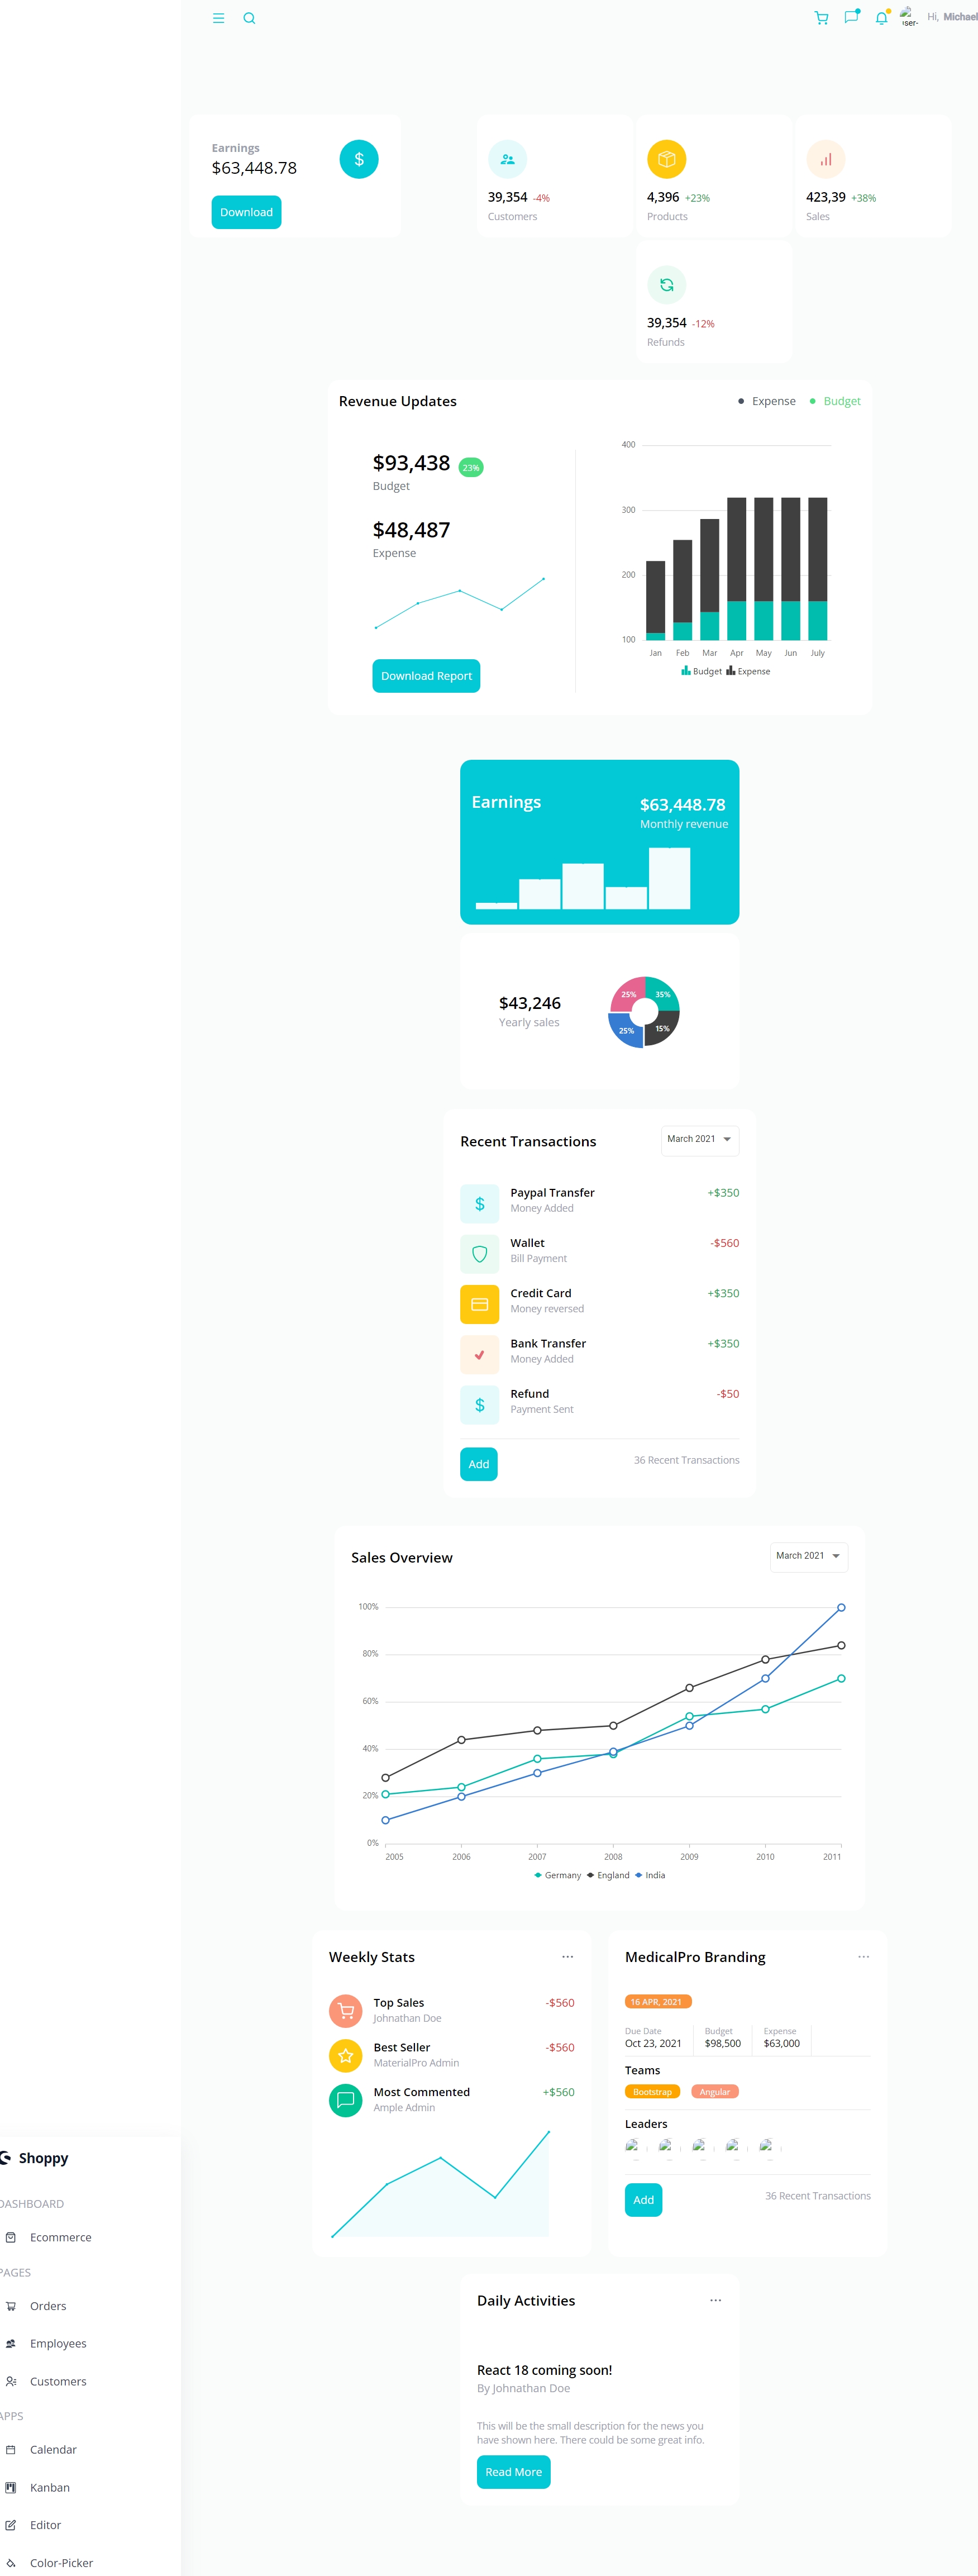 user-
Hi, Michael
Earnings
$63,448.78
Download
39,354 -4%
Customers
4,396 +23%
Products
423,39 +38%
Sales
39,354 -12%
Refunds
Revenue Updates
Expense
Budget
$93,438 23%
Budget
$48,487
Expense
Download Report
400
300
200
100
Jan Feb Mar Apr May Jun July
Budget Expense
Earnings
$63,448.78
Monthly revenue
$43,246
Yearly sales
25% 35%
25% 15%
Recent Transactions
March 2021
Paypal Transfer +$350
Money Added
Wallet -$560
Bill Payment
Credit Card +$350
Money reversed
Bank Transfer +$350
Money Added
Refund -$50
Payment Sent
Add
36 Recent Transactions
Sales Overview
March 2021
100%
80%
60%
40%
20%
0%
2005 2006 2007 2008 2009 2010 2011
Germany England India
Weekly Stats
Top Sales -$560
Johnathan Doe
Best Seller -$560
MaterialPro Admin
Most Commented +$560
Ample Admin
MedicalPro Branding
16 APR, 2021
Due Date Budget Expense
Oct 23, 2021 $98,500 $63,000
Teams
Bootstrap Angular
Leaders
Add
36 Recent Transactions
Shoppy
DASHBOARD
Ecommerce
PAGES
Orders
Employees
Customers
APPS
Calendar
Kanban
Editor
Color-Picker
Daily Activities
React 18 coming soon!
By Johnathan Doe
This will be the small description for the news you
have shown here. There could be some great info.
Read More